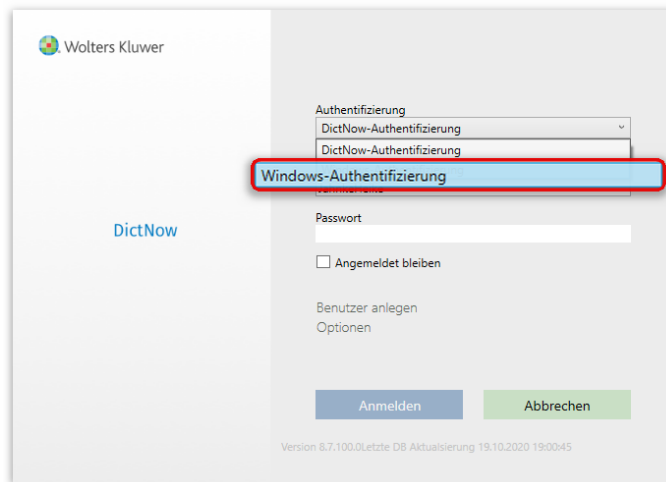 Wolters Kluwer
Authentifizierung
DictNow-Authentifizierung
DictNow-Authentifizierung
Windows-Authentifizierung
DictNow
Passwort
Angemeldet bleiben
Benutzer anlegen
Optionen
Anmelden
Abbrechen
Version 8.7.100.0Letzte DB Aktualsierung 19.10.2020 19:00:45